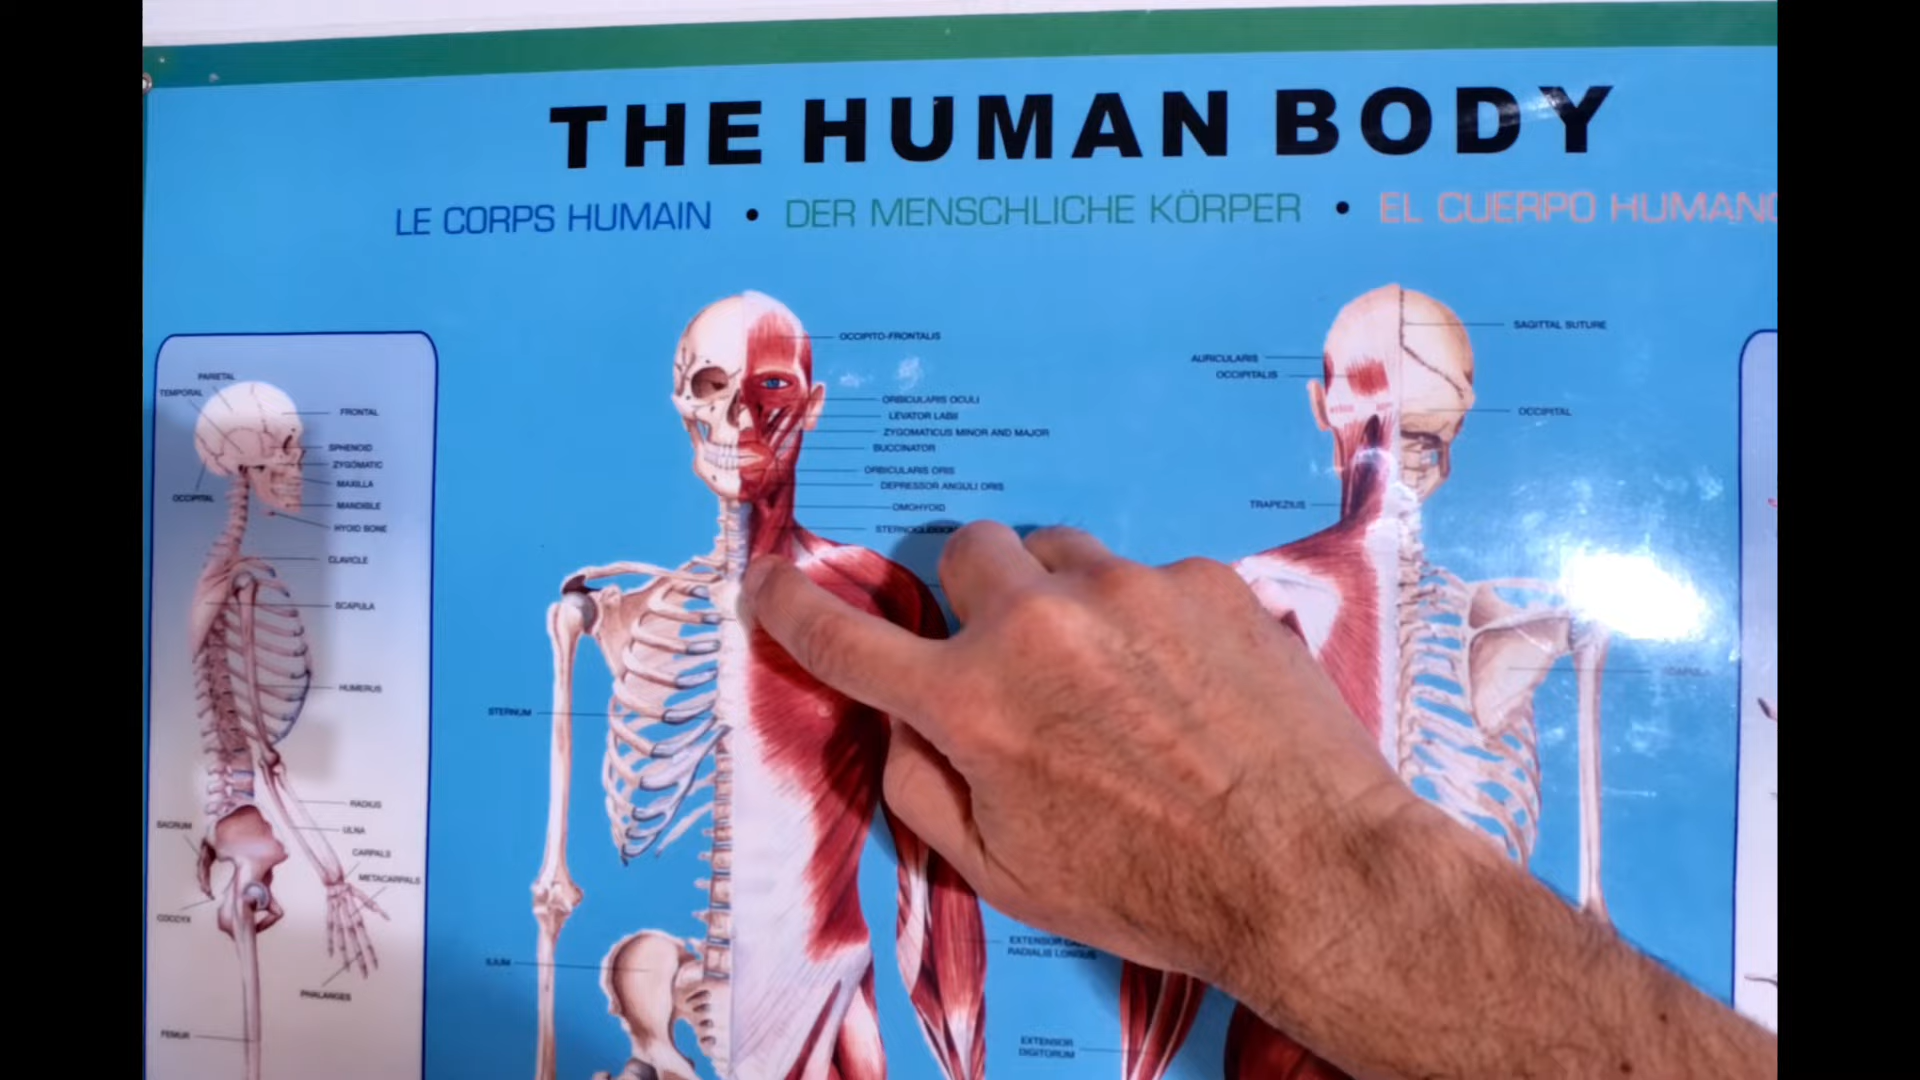 THE HUMAN BODY
LE CORPS HUMAIN • DER MENSCHLICHE KÖRPER • EL CUERPO HUMANO
PARIETAL
TEMPORAL
FRONTAL
SPHENOID
ZYGOMATIC
MAXILLA
OCCIPITAL
MANDIBLE
HYOID BONE
CLAVICLE
SCAPULA
HUMERUS
RADIUS
SACRUM
ULNA
CARPALS
METACARPALS
COCCYX
PHALANGES
FEMUR
OCCIPITO-FRONTALIS
ORBICULARIS OCULI
LEVATOR LABII
ZYGOMATICUS MINOR AND MAJOR
BUCCINATOR
ORBICULARIS ORIS
DEPRESSOR ANGULI ORIS
OMOHYOID
STERNUM
ILIUM
EXTENSOR
RADIALIS LONGUS
SAGITTAL SUTURE
AURICULARIS
OCCIPITALIS
OCCIPITAL
TRAPEZIUS
SCAPULA
EXTENSOR
DIGITORUM